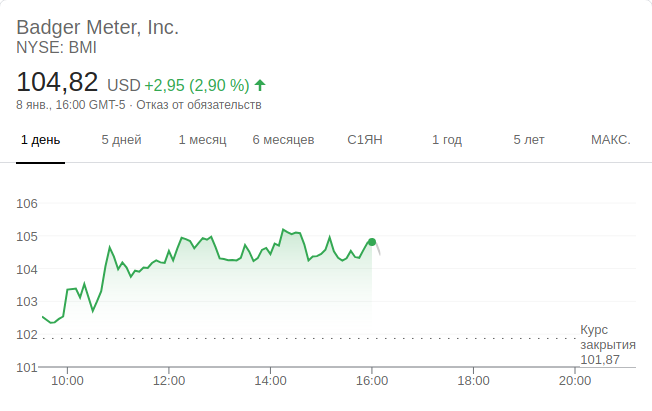 Badger Meter, Inc.
NYSE: BMI
104,82 USD +2,95 (2,90 %)
8 янв., 16:00 GMT-5 · Отказ от обязательств
1 день 5 дней 1 месяц 6 месяцев С1ЯН 1 год 5 лет МАКС.
106
105
104
103
102
101
Курс
закрытия
101,87
10:00 12:00 14:00 16:00 18:00 20:00